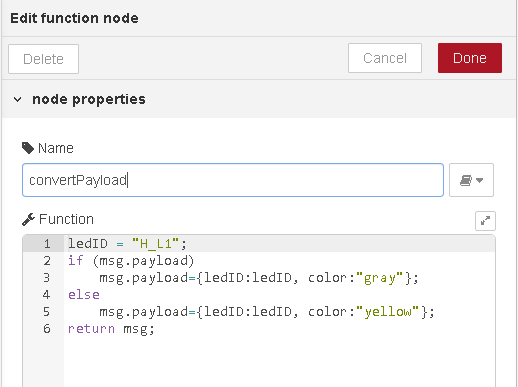 Edit function node
Delete
Cancel
Done
node properties
Name
convertPayload
Function
1 ledID = "H_L1";
2 if (msg.payload)
3     msg.payload={ledID:ledID, color:"gray"};
4 else
5     msg.payload={ledID:ledID, color:"yellow"};
6 return msg;